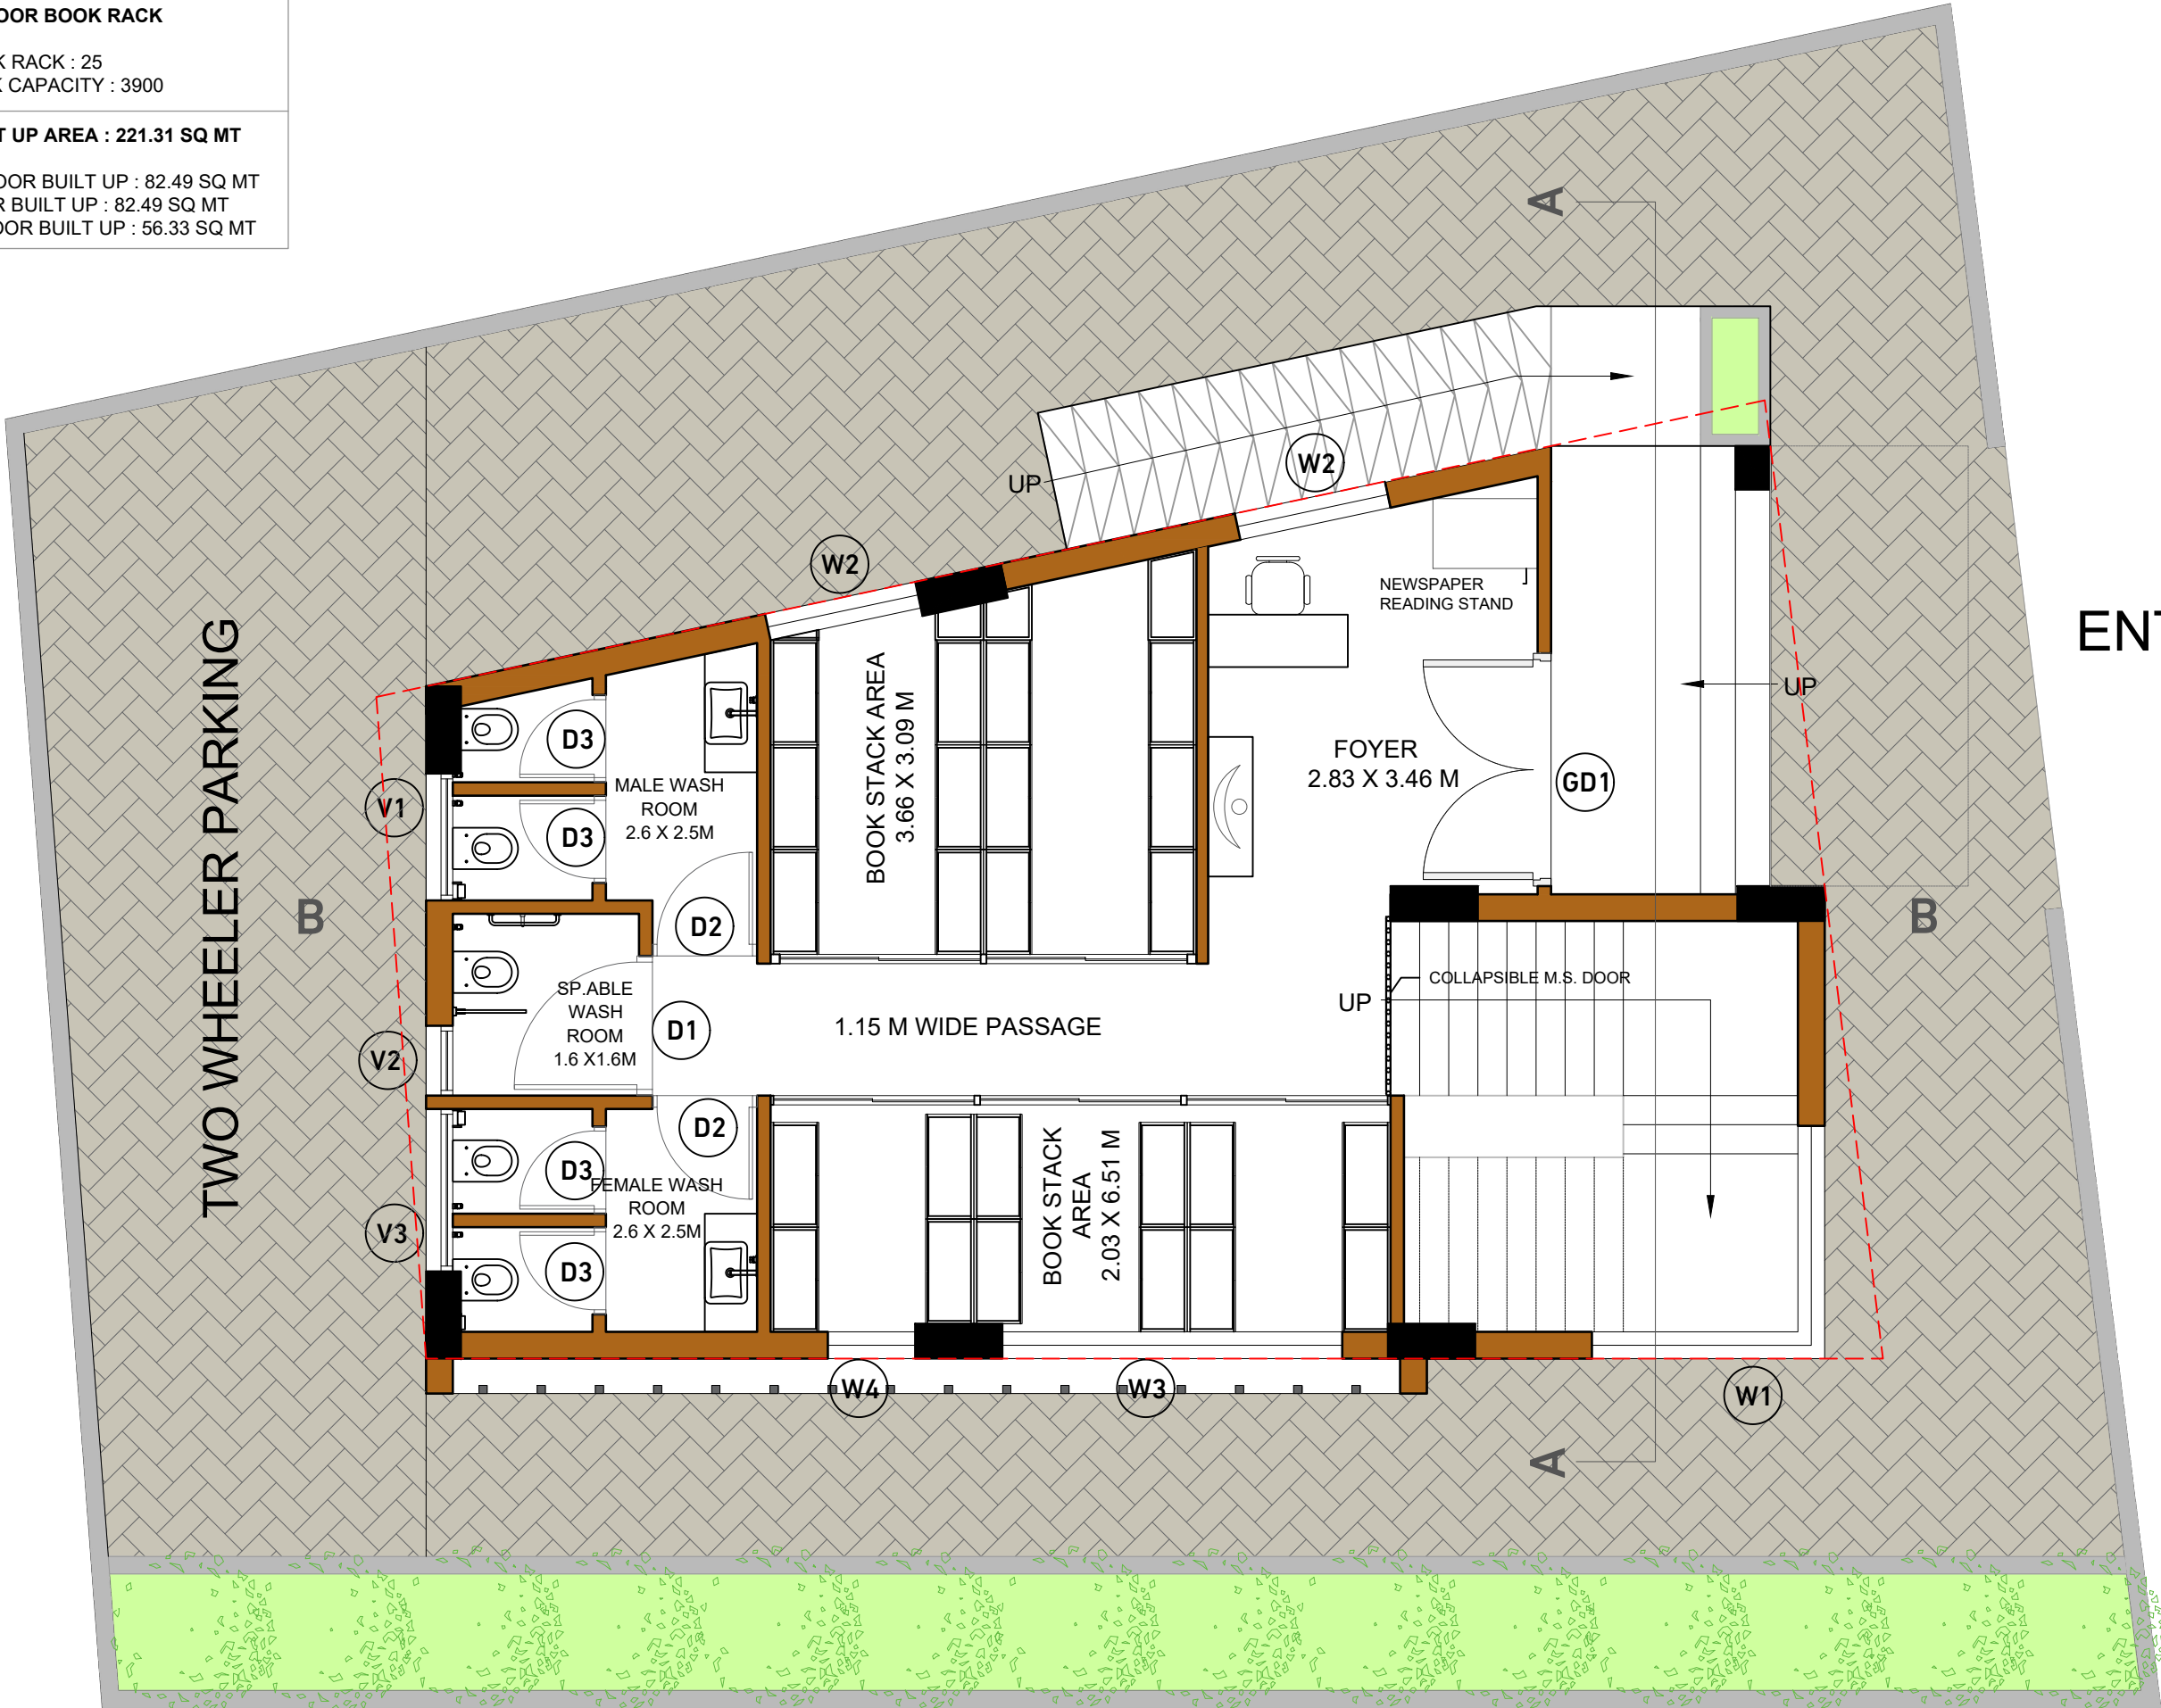 OOR BOOK RACK
K RACK : 25
K CAPACITY : 3900
T UP AREA : 221.31 SQ MT
OOR BUILT UP : 82.49 SQ MT
R BUILT UP : 82.49 SQ MT
OOR BUILT UP : 56.33 SQ MT
A
UP
W2
W2
NEWSPAPER
READING STAND
ENT
TWO WHEELER PARKING
BOOK STACK AREA
3.66 X 3.09 M
UP
D3
FOYER
2.83 X 3.46 M
GD1
V1
MALE WASH
ROOM
2.6 X 2.5M
D3
B
D2
B
COLLAPSIBLE M.S. DOOR
SP.ABLE
WASH
ROOM
1.6 X1.6M
D1
1.15 M WIDE PASSAGE
UP
V2
D2
BOOK STACK
AREA
2.03 X 6.51 M
D3
FEMALE WASH
ROOM
2.6 X 2.5M
V3
D3
W4
W3
W1
A